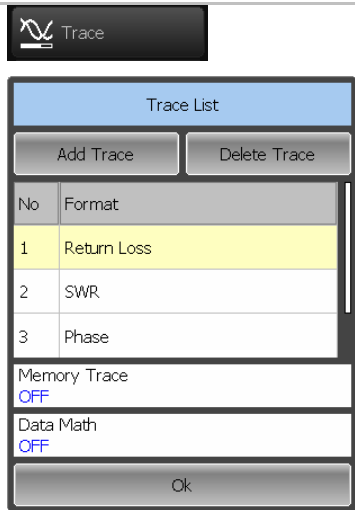 Trace
Trace List
Add Trace Delete Trace
No Format
1 Return Loss
2 SWR
3 Phase
Memory Trace
OFF
Data Math
OFF
Ok